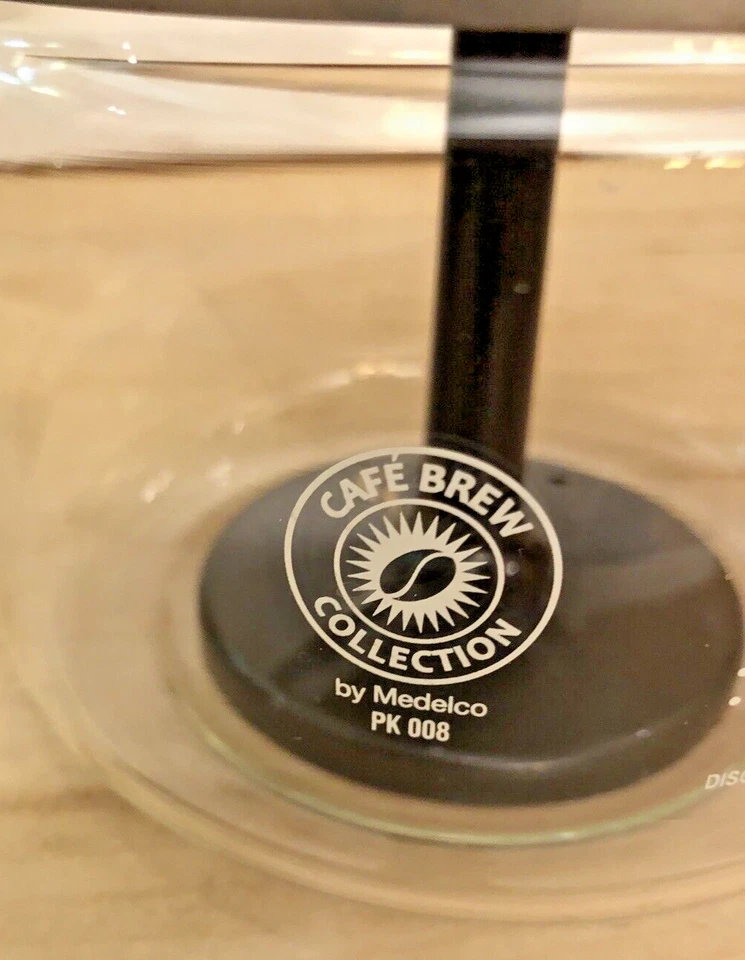 CAFÉ BREW
COLLECTION
by Medelco
PK 008